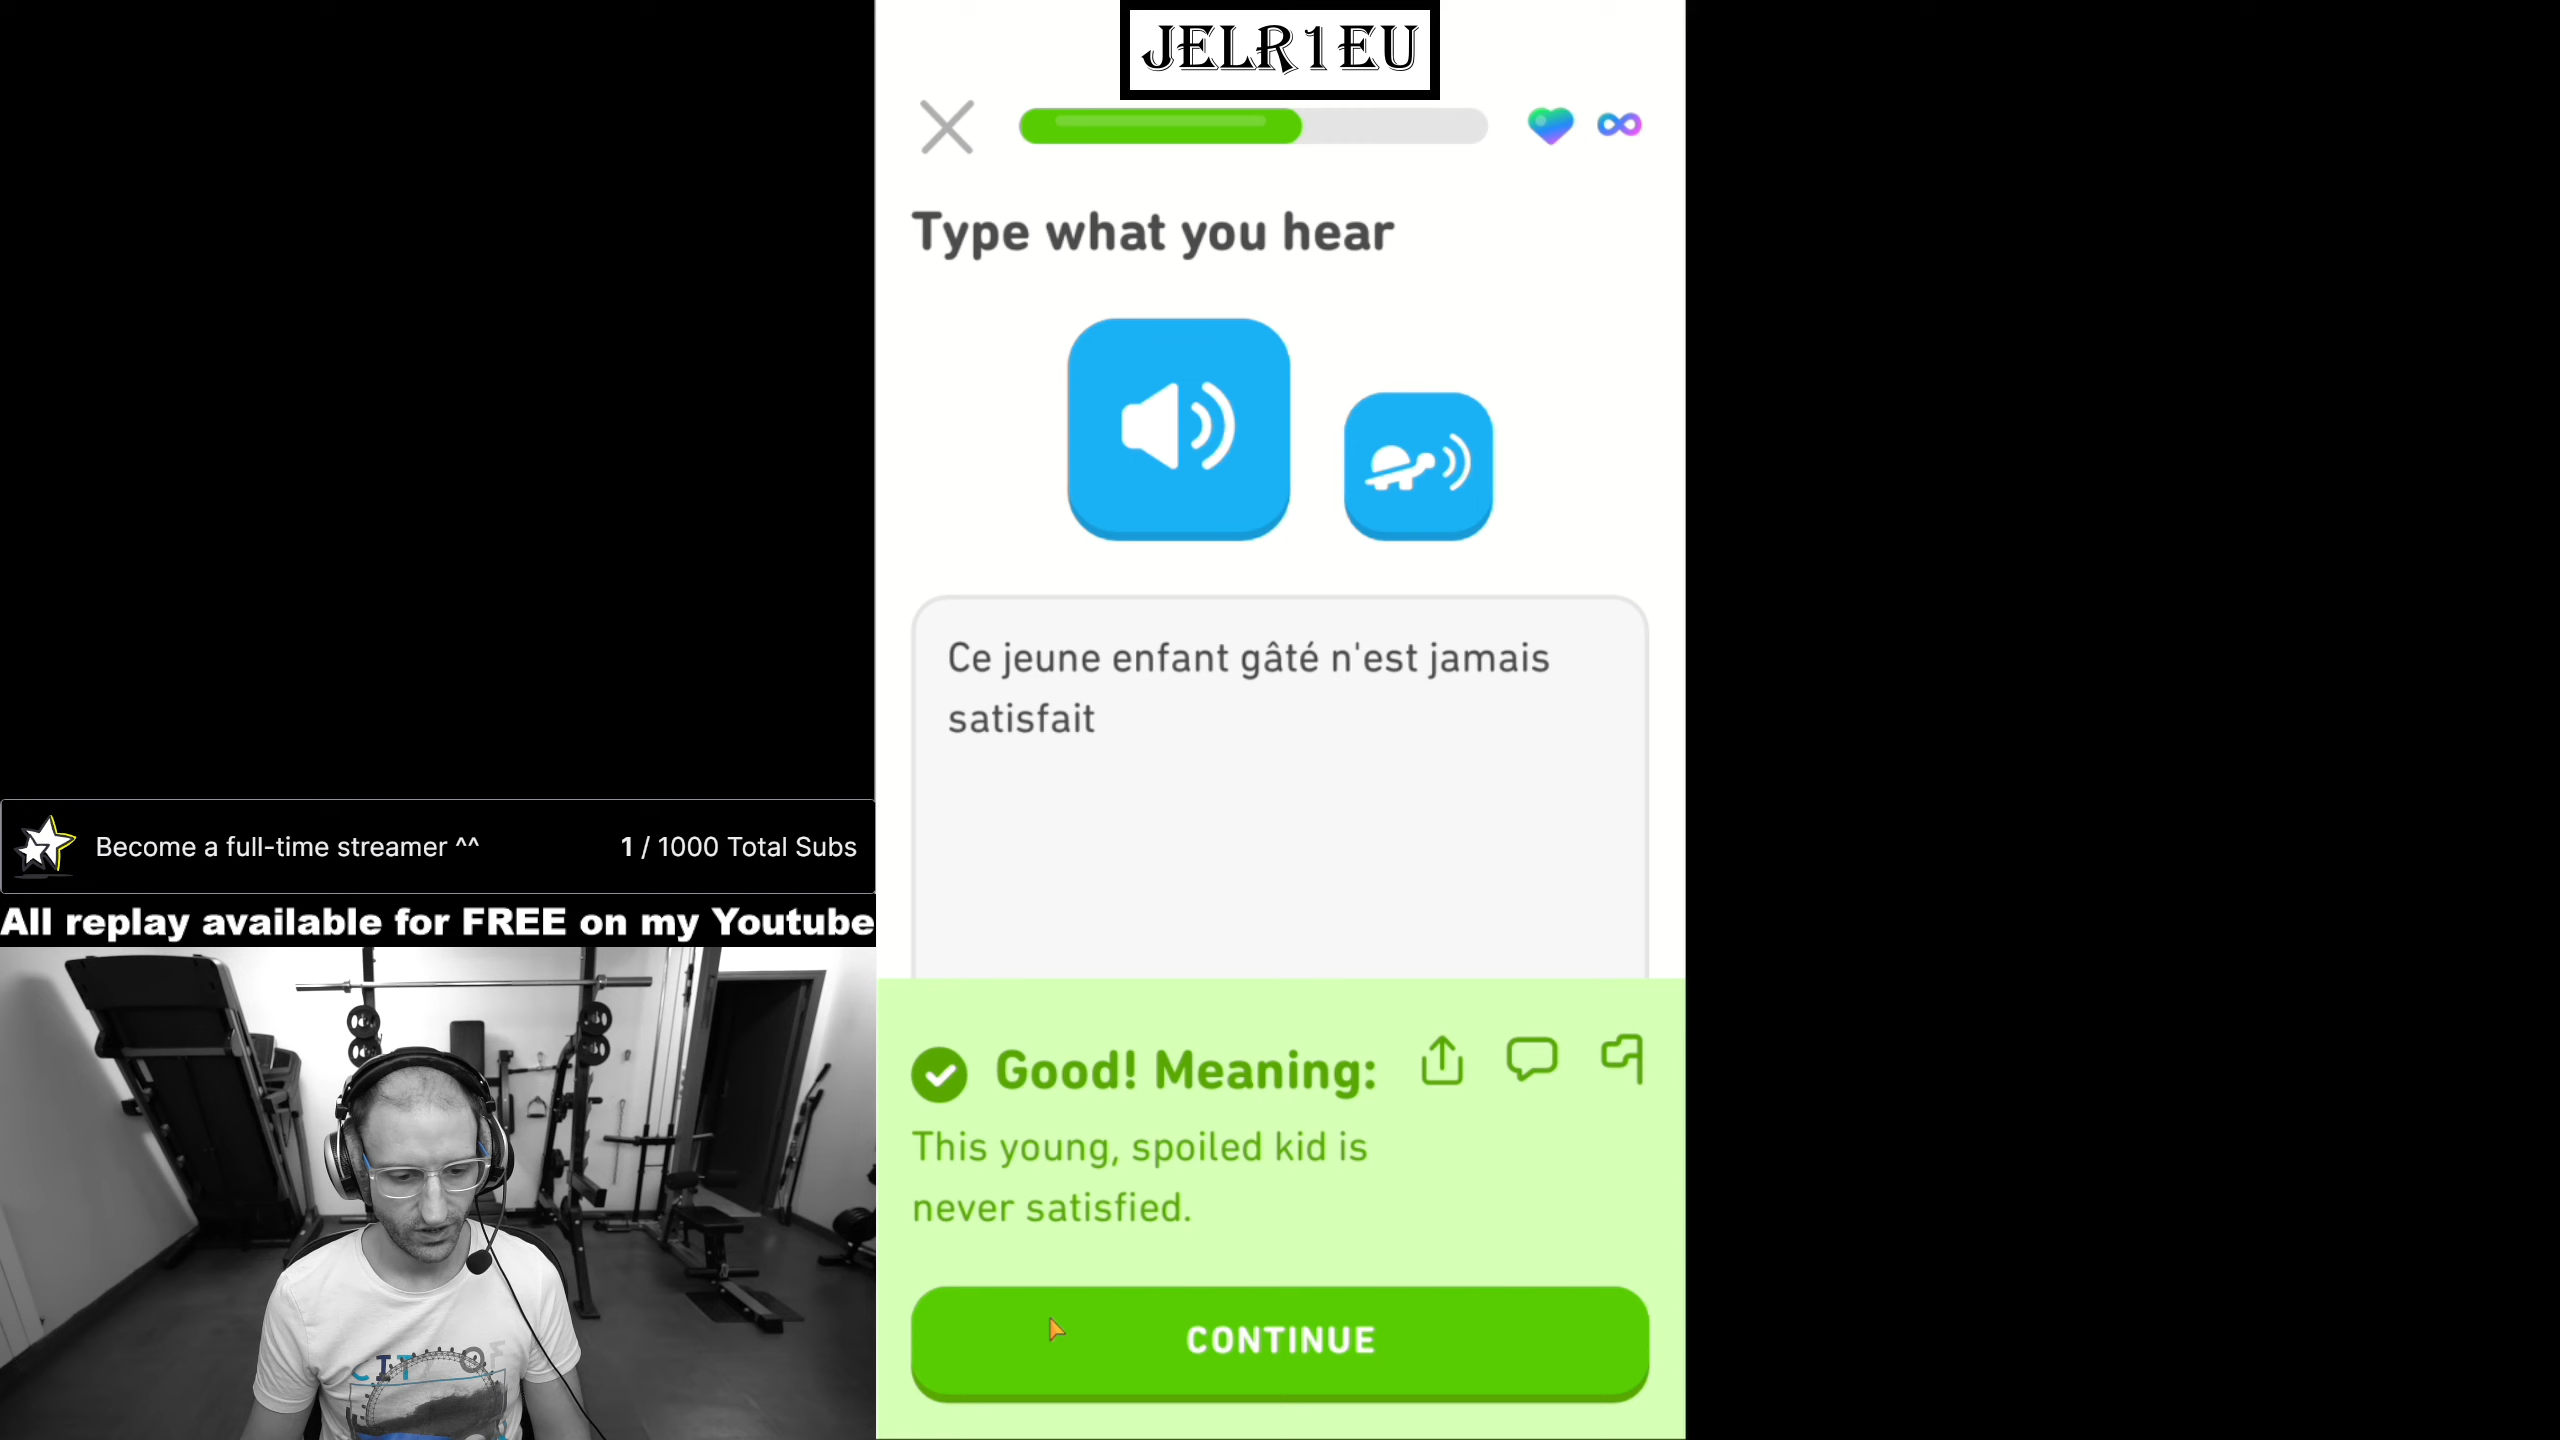 JELR1EU
Type what you hear
Ce jeune enfant gâté n'est jamais
satisfait
Become a full-time streamer ^^
1 / 1000 Total Subs
All replay available for FREE on my Youtube
Good! Meaning:
This young, spoiled kid is
never satisfied.
CONTINUE
CIT OF